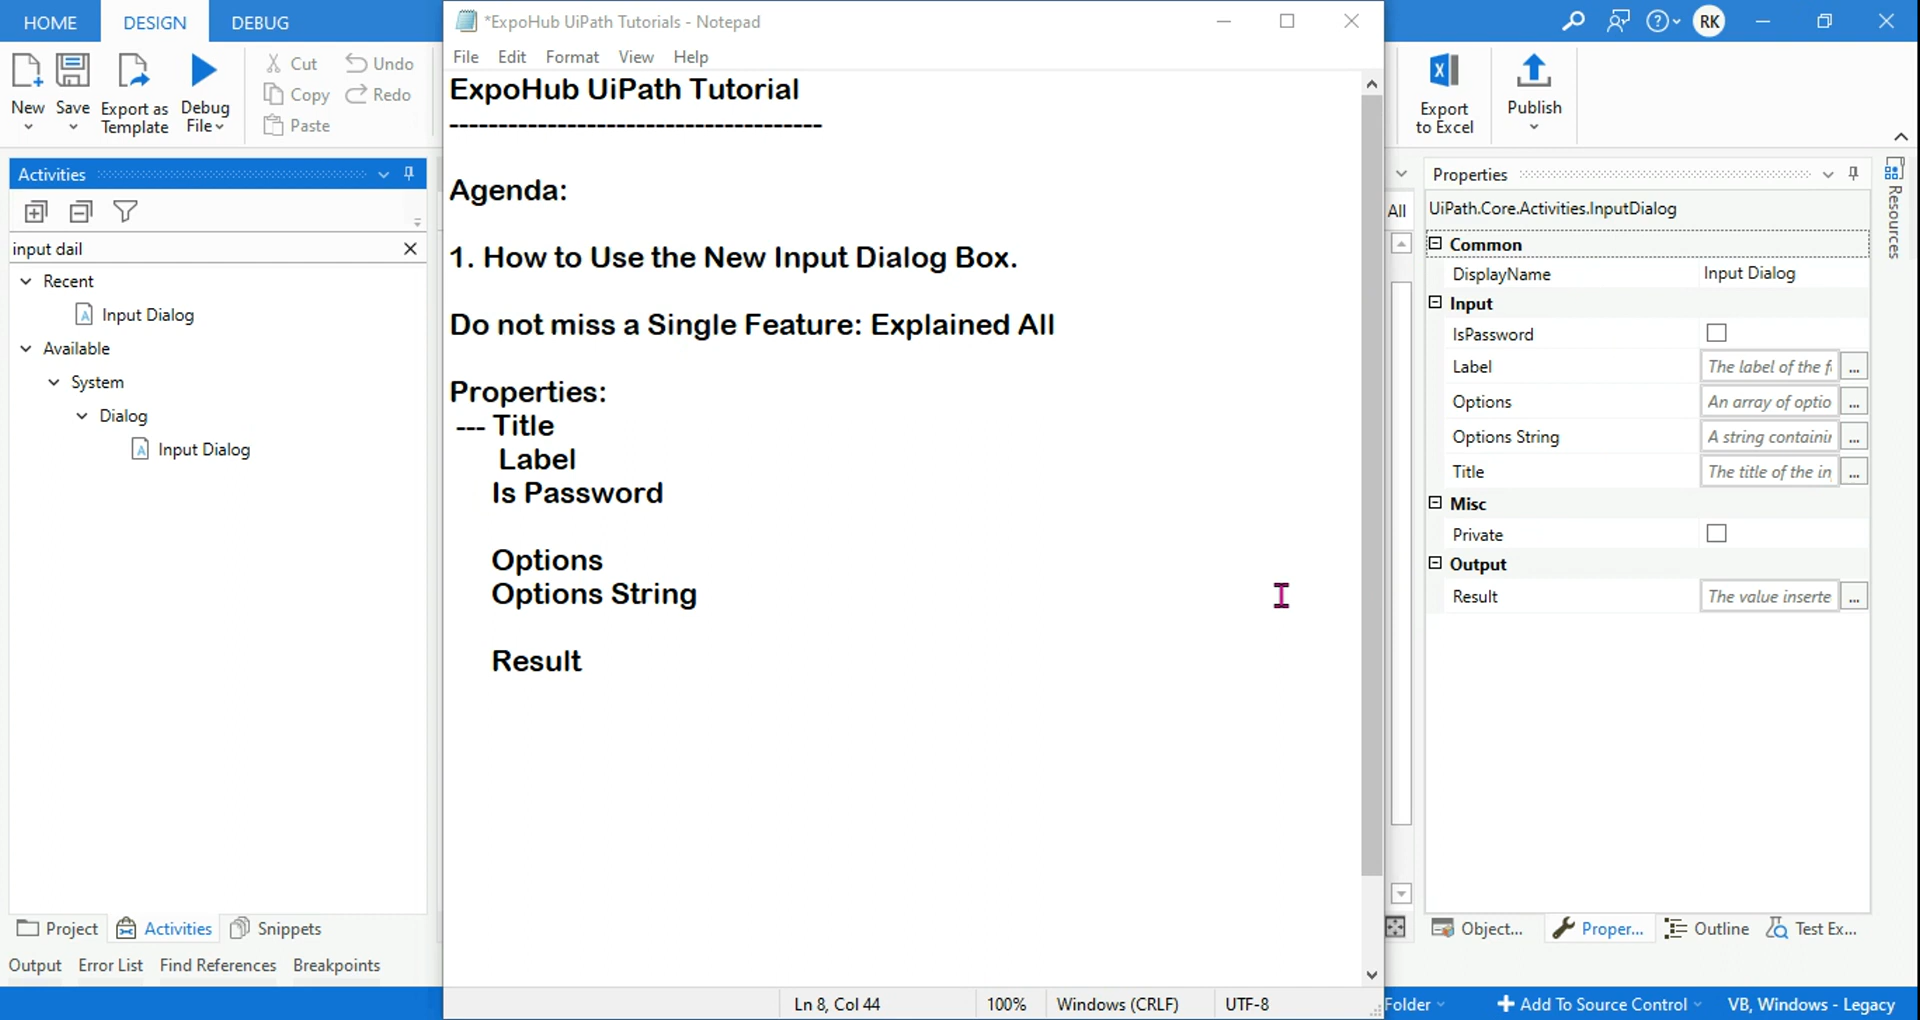 HOME
DESIGN
DEBUG
*ExpoHub UiPath Tutorials - Notepad
RK
New
Save
Export as Template
Debug File
Cut
Copy
Paste
Undo
Redo
File Edit Format View Help
Export to Excel
Publish
Activities
input dail
Recent
Input Dialog
Available
System
Dialog
Input Dialog
ExpoHub UiPath Tutorial
--------------------------------------
Agenda:
1. How to Use the New Input Dialog Box.
Do not miss a Single Feature: Explained All
Properties:
--- Title
Label
Is Password
Options
Options String
Result
All
Properties
UiPath.Core.Activities.InputDialog
Common
DisplayName Input Dialog
Input
IsPassword
Label The label of the f
Options An array of optio
Options String A string containin
Title The title of the in
Misc
Private
Output
Result The value inserte
Resources
Project
Activities
Snippets
Object...
Proper...
Outline
Test Ex...
Output Error List Find References Breakpoints
Ln 8, Col 44
100%
Windows (CRLF)
UTF-8
Folder
Add To Source Control
VB, Windows - Legacy